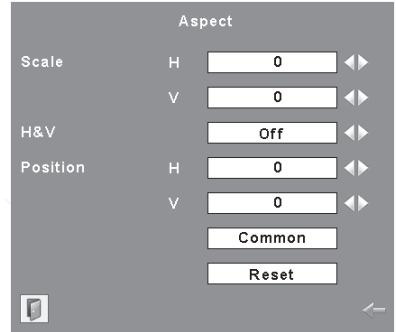 Aspect
Scale H 0
V 0
H&V Off
Position H 0
V 0
Common
Reset